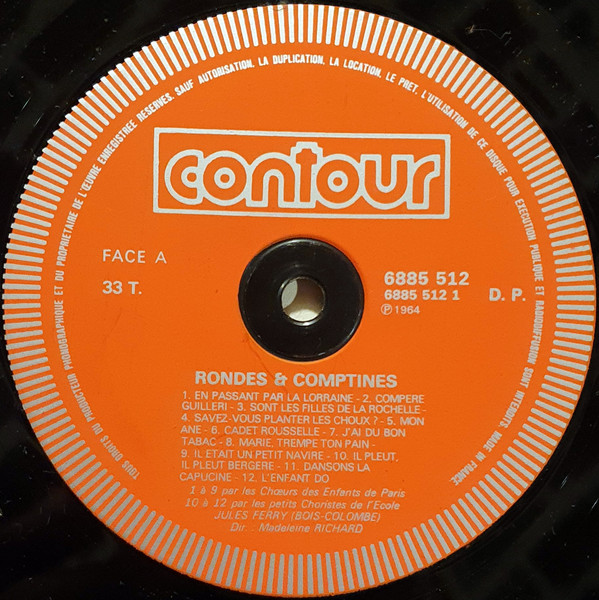 TOUS DROITS DU PRODUCTEUR PHONOGRAPHIQUE ET DU PROPRIETAIRE DE L'ŒUVRE ENREGISTREE RESERVES. SAUF AUTORISATION, LA DUPLICATION, LA LOCATION, LE PRET, L'UTILISATION DE CE DISQUE POUR EXECUTION PUBLIQUE ET RADIODIFFUSION SONT INTERDITS. MADE IN FRANCE
contour
FACE A
33 T.
6885 512
6885 512 1
D. P.
℗ 1964
RONDES & COMPTINES
1. EN PASSANT PAR LA LORRAINE - 2. COMPERE
GUILLERI - 3. SONT LES FILLES DE LA ROCHELLE -
4. SAVEZ-VOUS PLANTER LES CHOUX ? - 5. MON
ANE - 6. CADET ROUSSELLE - 7. J'AI DU BON
TABAC - 8. MARIE, TREMPE TON PAIN -
9. IL ETAIT UN PETIT NAVIRE - 10. IL PLEUT,
IL PLEUT BERGERE - 11. DANSONS LA
CAPUCINE - 12. L'ENFANT DO
1 à 9 par les Chœurs des Enfants de Paris
10 à 12 par les petits Choristes de l'Ecole
JULES FERRY (BOIS-COLOMBE)
Dir. : Madeleine RICHARD